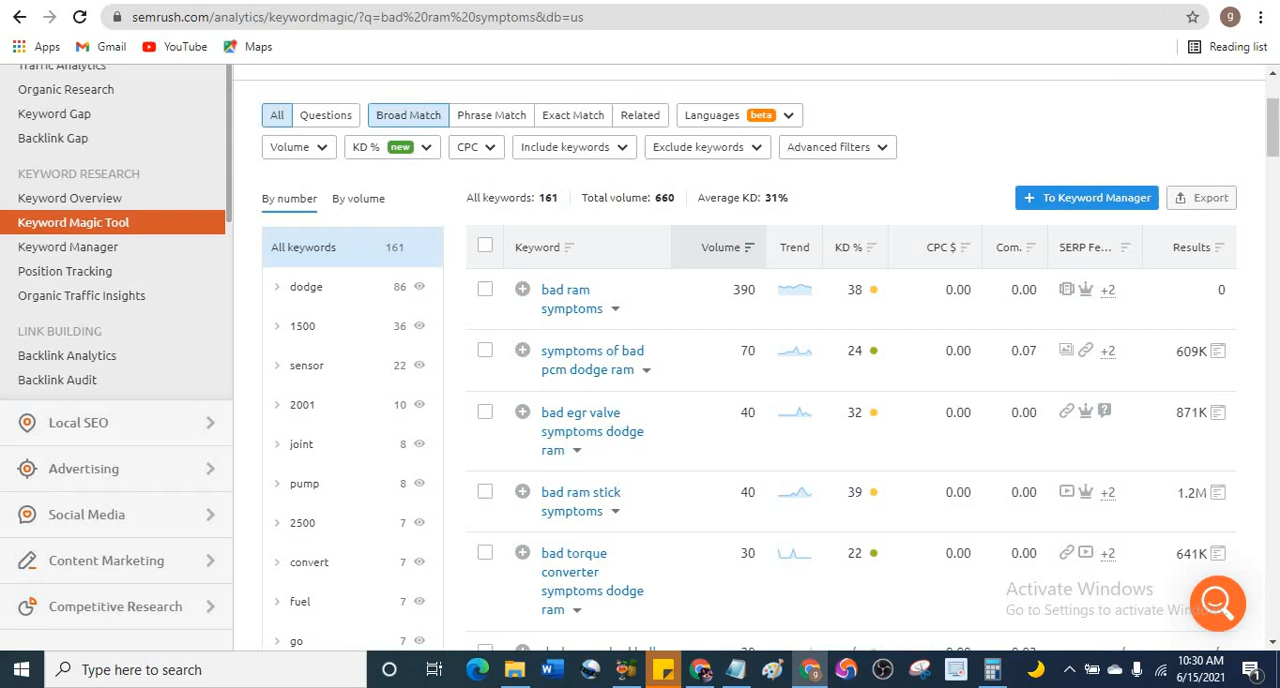 semrush.com/analytics/keywordmagic/?q=bad%20ram%20symptoms&db=us
g
Apps Gmail YouTube Maps Reading list
Traffic Analytics
Organic Research
Keyword Gap
Backlink Gap
KEYWORD RESEARCH
Keyword Overview
Keyword Magic Tool
Keyword Manager
Position Tracking
Organic Traffic Insights
LINK BUILDING
Backlink Analytics
Backlink Audit
Local SEO
Advertising
Social Media
Content Marketing
Competitive Research
All Questions Broad Match Phrase Match Exact Match Related Languages beta
Volume KD % new CPC Include keywords Exclude keywords Advanced filters
By number By volume
All keywords: 161 Total volume: 660 Average KD: 31%
+ To Keyword Manager Export
All keywords 161
dodge 86
1500 36
sensor 22
2001 10
joint 8
pump 8
2500 7
convert 7
fuel 7
go 7
Keyword Volume Trend KD % CPC $ Com. SERP Fe... Results
bad ram 390 38 0.00 0.00 +2 0
symptoms
symptoms of bad 70 24 0.00 0.07 +2 609K
pcm dodge ram
bad egr valve 40 32 0.00 0.00 871K
symptoms dodge
ram
bad ram stick 40 39 0.00 0.00 +2 1.2M
symptoms
bad torque 30 22 0.00 0.00 +2 641K
converter
symptoms dodge
ram
Activate Windows
Go to Settings to activate
Type here to search
10:30 AM
6/15/2021